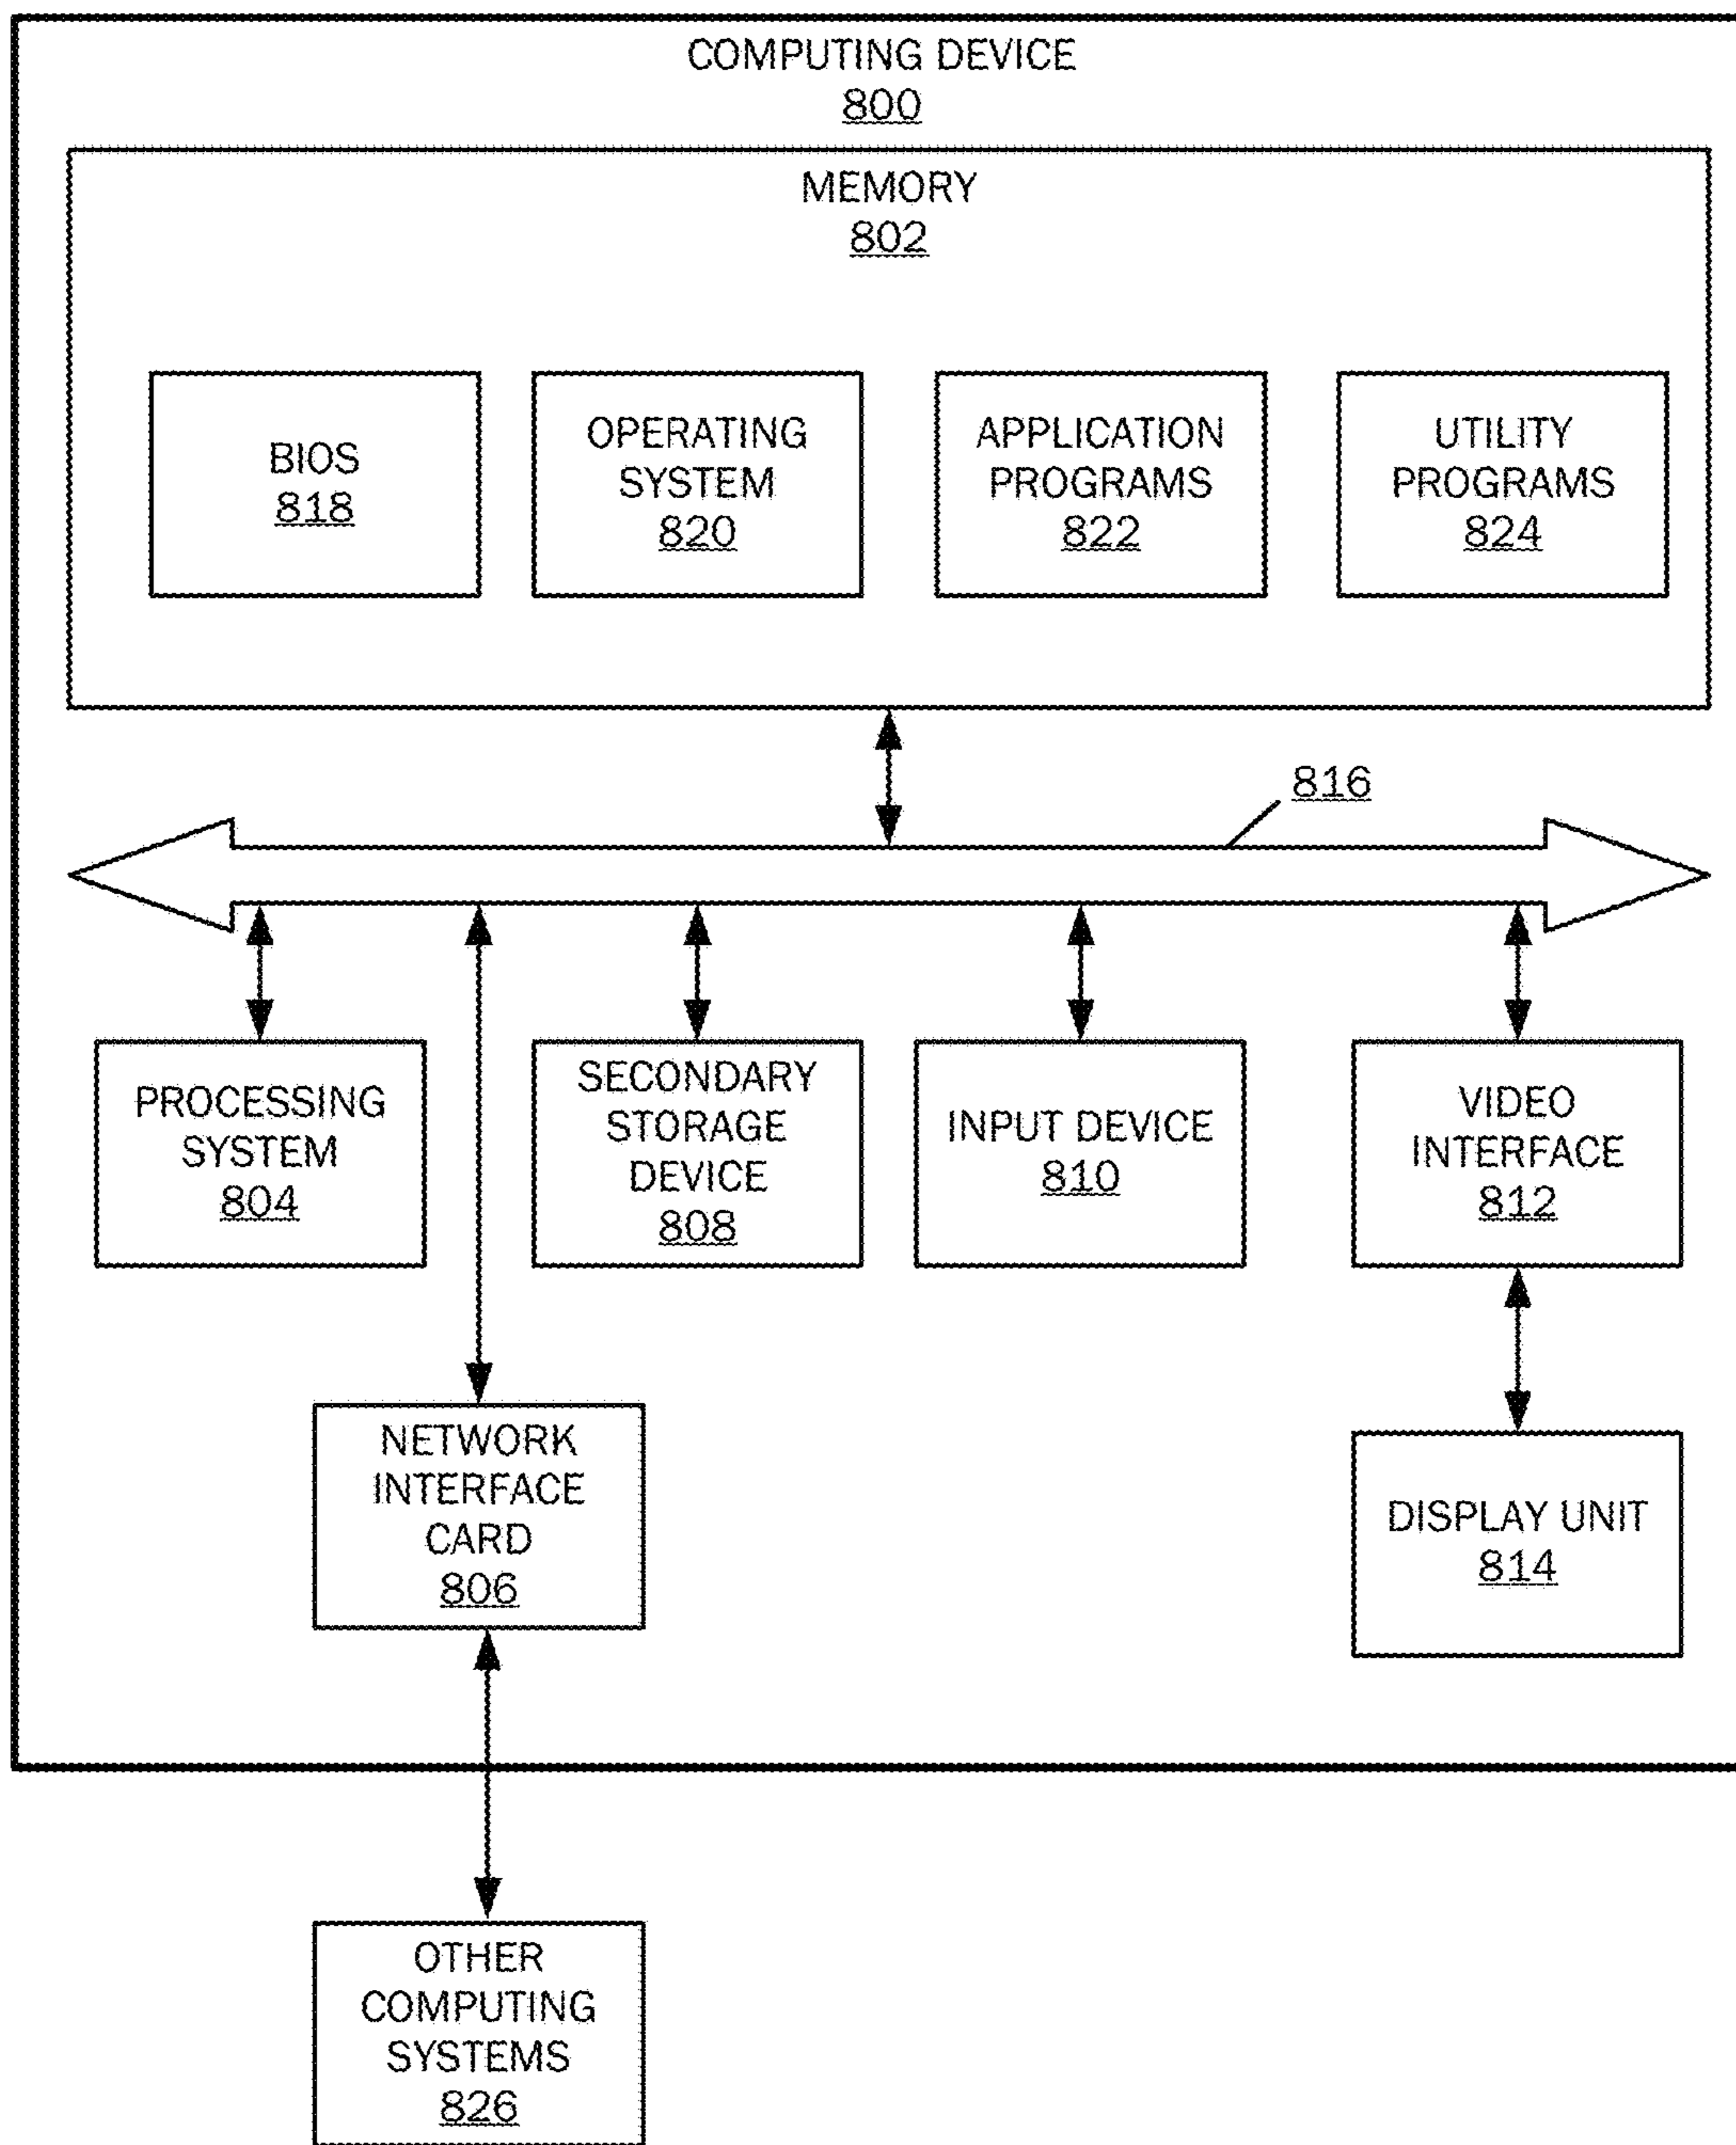 COMPUTING DEVICE
800
MEMORY
802
BIOS
818
OPERATING
SYSTEM
820
APPLICATION
PROGRAMS
822
UTILITY
PROGRAMS
824
816
PROCESSING
SYSTEM
804
SECONDARY
STORAGE
DEVICE
808
INPUT DEVICE
810
VIDEO
INTERFACE
812
NETWORK
INTERFACE
CARD
806
DISPLAY UNIT
814
OTHER
COMPUTING
SYSTEMS
826